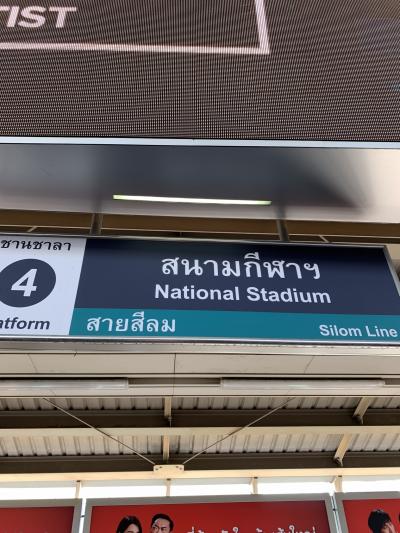 TIST
ชานชาลา
4
atform
สนามกีฬาฯ
National Stadium
สายสีลม
Silom Line